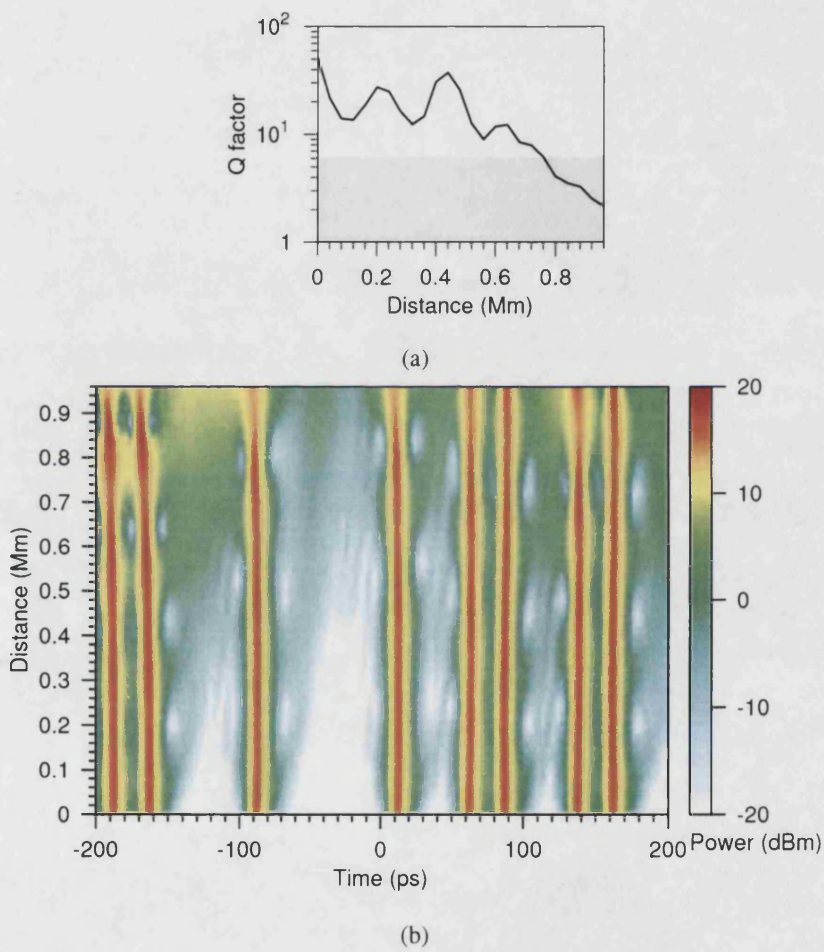 10²
10¹
1
Q factor
0 0.2 0.4 0.6 0.8
Distance (Mm)
(a)
0.9
0.8
0.7
0.6
0.5
0.4
0.3
0.2
0.1
0
Distance (Mm)
-200 -100 0 100 200
Time (ps)
20
10
0
-10
-20
Power (dBm)
(b)